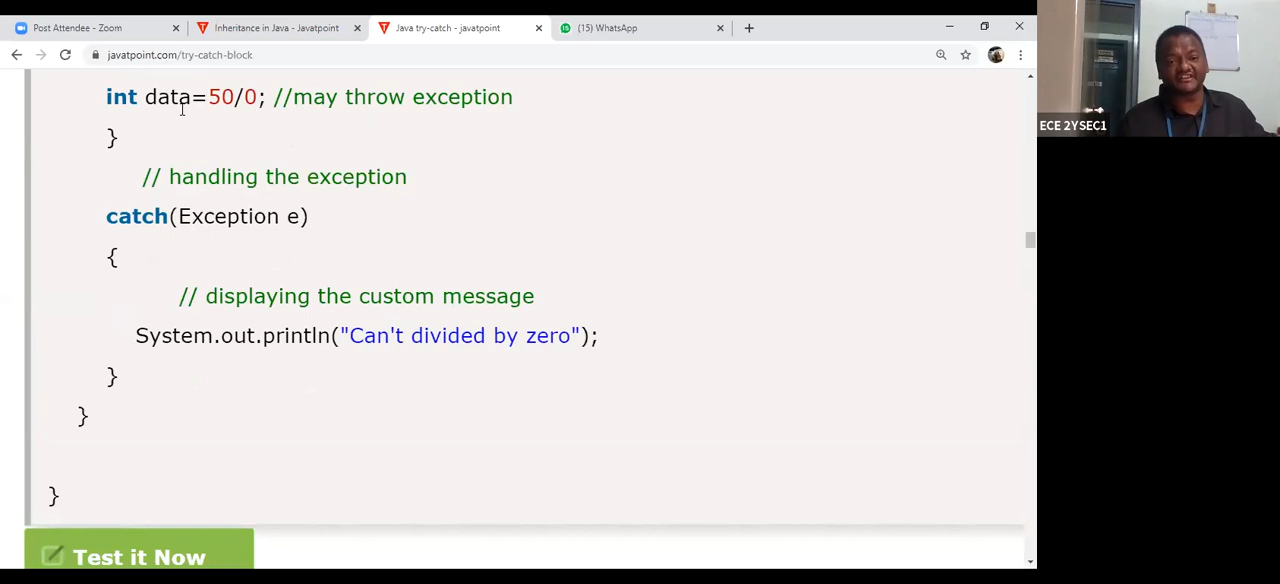 Post Attendee - Zoom
Inheritance in Java - Javatpoint
Java try-catch - javatpoint
(15) WhatsApp
javatpoint.com/try-catch-block
int data=50/0; //may throw exception
}
// handling the exception
catch(Exception e)
{
// displaying the custom message
System.out.println("Can't divided by zero");
}
}
}
Test it Now
ECE 2YSEC1